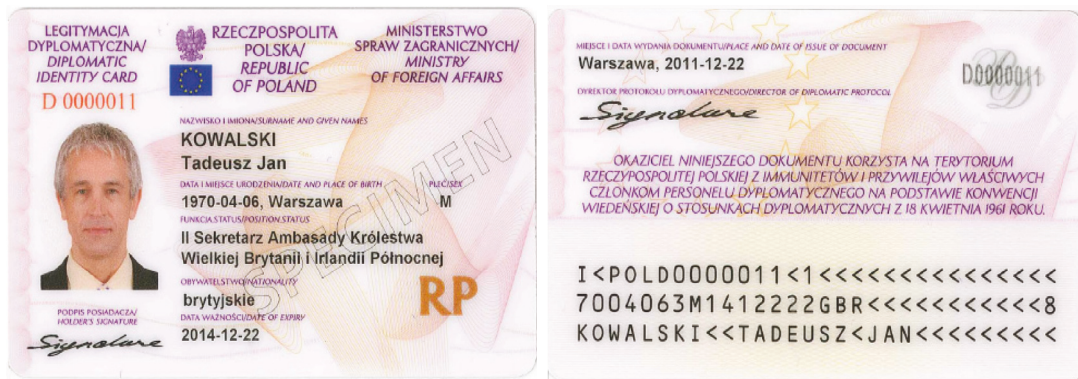 LEGITYMACJA
DYPLOMATYCZNA/
DIPLOMATIC
IDENTITY CARD
D 0000011
RZECZPOSPOLITA
POLSKA/
REPUBLIC
OF POLAND
MINISTERSTWO
SPRAW ZAGRANICZNYCH/
MINISTRY
OF FOREIGN AFFAIRS
NAZWISKO I IMIONA/SURNAME AND GIVEN NAMES
KOWALSKI
Tadeusz Jan
DATA I MIEJSCE URODZENIA/DATE AND PLACE OF BIRTH
PŁEĆ/SEX
1970-04-06, Warszawa
M
FUNKCJA.STATUS/POSITION.STATUS
II Sekretarz Ambasady Królestwa
Wielkiej Brytanii i Irlandii Północnej
OBYWATELSTWO/NATIONALITY
brytyjskie
DATA WAŻNOŚCI/DATE OF EXPIRY
2014-12-22
RP
SPECIMEN
PODPIS POSIADACZA/
HOLDER'S SIGNATURE
Signature
MIEJSCE I DATA WYDANIA DOKUMENTU/PLACE AND DATE OF ISSUE OF DOCUMENT
Warszawa, 2011-12-22
D0000011
DYREKTOR PROTOKOŁU DYPLOMATYCZNEGO/DIRECTOR OF DIPLOMATIC PROTOCOL
Signature
OKAZICIEL NINIEJSZEGO DOKUMENTU KORZYSTA NA TERYTORIUM
RZECZYPOSPOLITEJ POLSKIEJ Z IMMUNITETÓW I PRZYWILEJÓW WŁAŚCIWYCH
CZŁONKOM PERSONELU DYPLOMATYCZNEGO NA PODSTAWIE KONWENCJI
WIEDEŃSKIEJ O STOSUNKACH DYPLOMATYCZNYCH Z 18 KWIETNIA 1961 ROKU.
I<POLD0000011<1<<<<<<<<<<<<<<<
7004063M1412222GBR<<<<<<<<<<<8
KOWALSKI<<TADEUSZ<JAN<<<<<<<<<